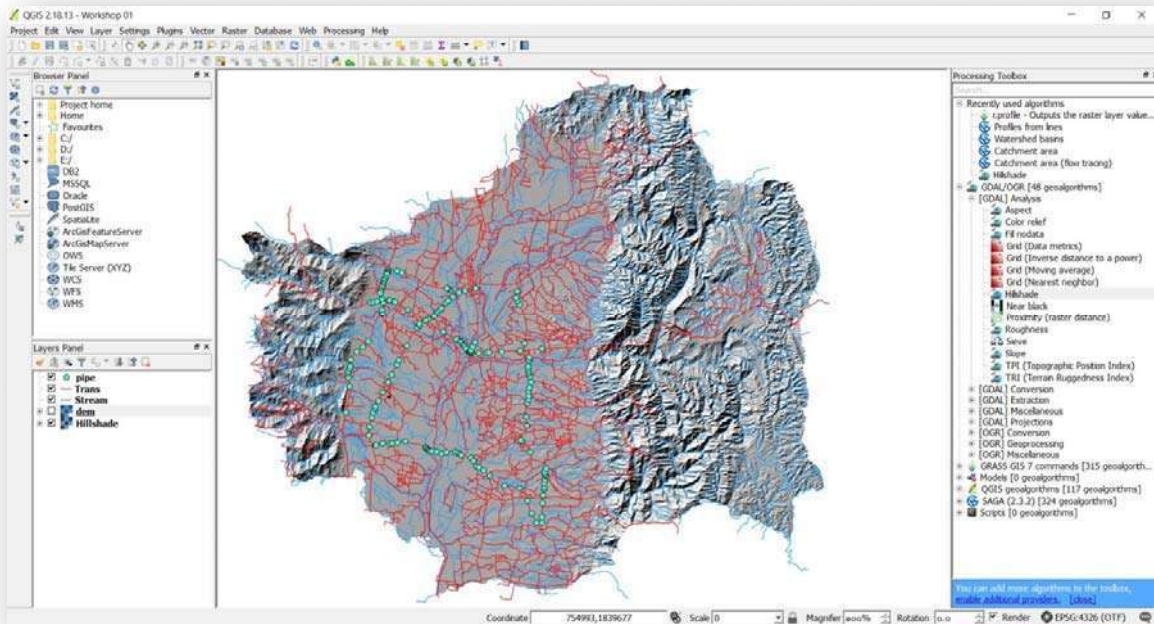 QGIS 2.18.13 - Workshop 01
Project Edit View Layer Settings Plugins Vector Raster Database Web Processing Help
Browser Panel
Project home
Home
Favourites
C:/
D:/
E:/
DB2
MSSQL
Oracle
PostGIS
SpatiaLite
ArcGisFeatureServer
ArcGisMapServer
OWS
Tile Server (XYZ)
WCS
WFS
WMS
Layers Panel
pipe
Trans
Stream
dem
Hillshade
Processing Toolbox
Search...
Recently used algorithms
r.profile - Outputs the raster layer value...
Profiles from lines
Watershed basins
Catchment area
Catchment area (flow tracing)
Hillshade
GDAL/OGR [48 geoalgorithms]
[GDAL] Analysis
Aspect
Color relief
Fill nodata
Grid (Data metrics)
Grid (Inverse distance to a power)
Grid (Moving average)
Grid (Nearest neighbor)
Hillshade
Near black
Proximity (raster distance)
Roughness
Sieve
Slope
TPI (Topographic Position Index)
TRI (Terrain Ruggedness Index)
[GDAL] Conversion
[GDAL] Extraction
[GDAL] Miscellaneous
[GDAL] Projections
[OGR] Conversion
[OGR] Geoprocessing
[OGR] Miscellaneous
GRASS GIS 7 commands [315 geoalgorith...
Models [0 geoalgorithms]
QGIS geoalgorithms [117 geoalgorithms]
SAGA (2.3.2) [324 geoalgorithms]
Scripts [0 geoalgorithms]
You can add more algorithms to the toolbox,
enable additional providers. [close]
Coordinate 754993,1839677 Scale 0 Magnifier Rotation 0.0 Render EPSG:4326 (OTF)